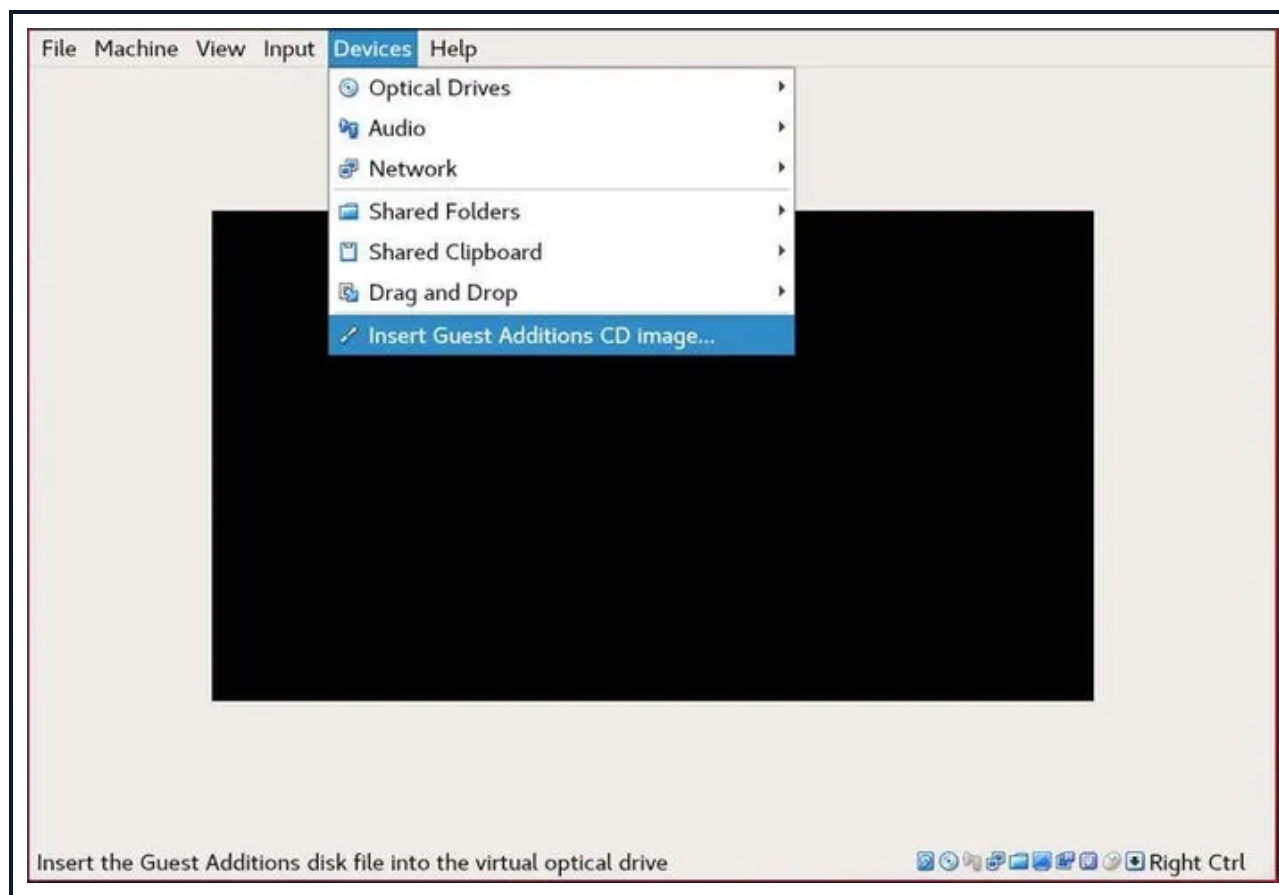 File Machine View Input Devices Help
Optical Drives
Audio
Network
Shared Folders
Shared Clipboard
Drag and Drop
Insert Guest Additions CD image...
Insert the Guest Additions disk file into the virtual optical drive Right Ctrl